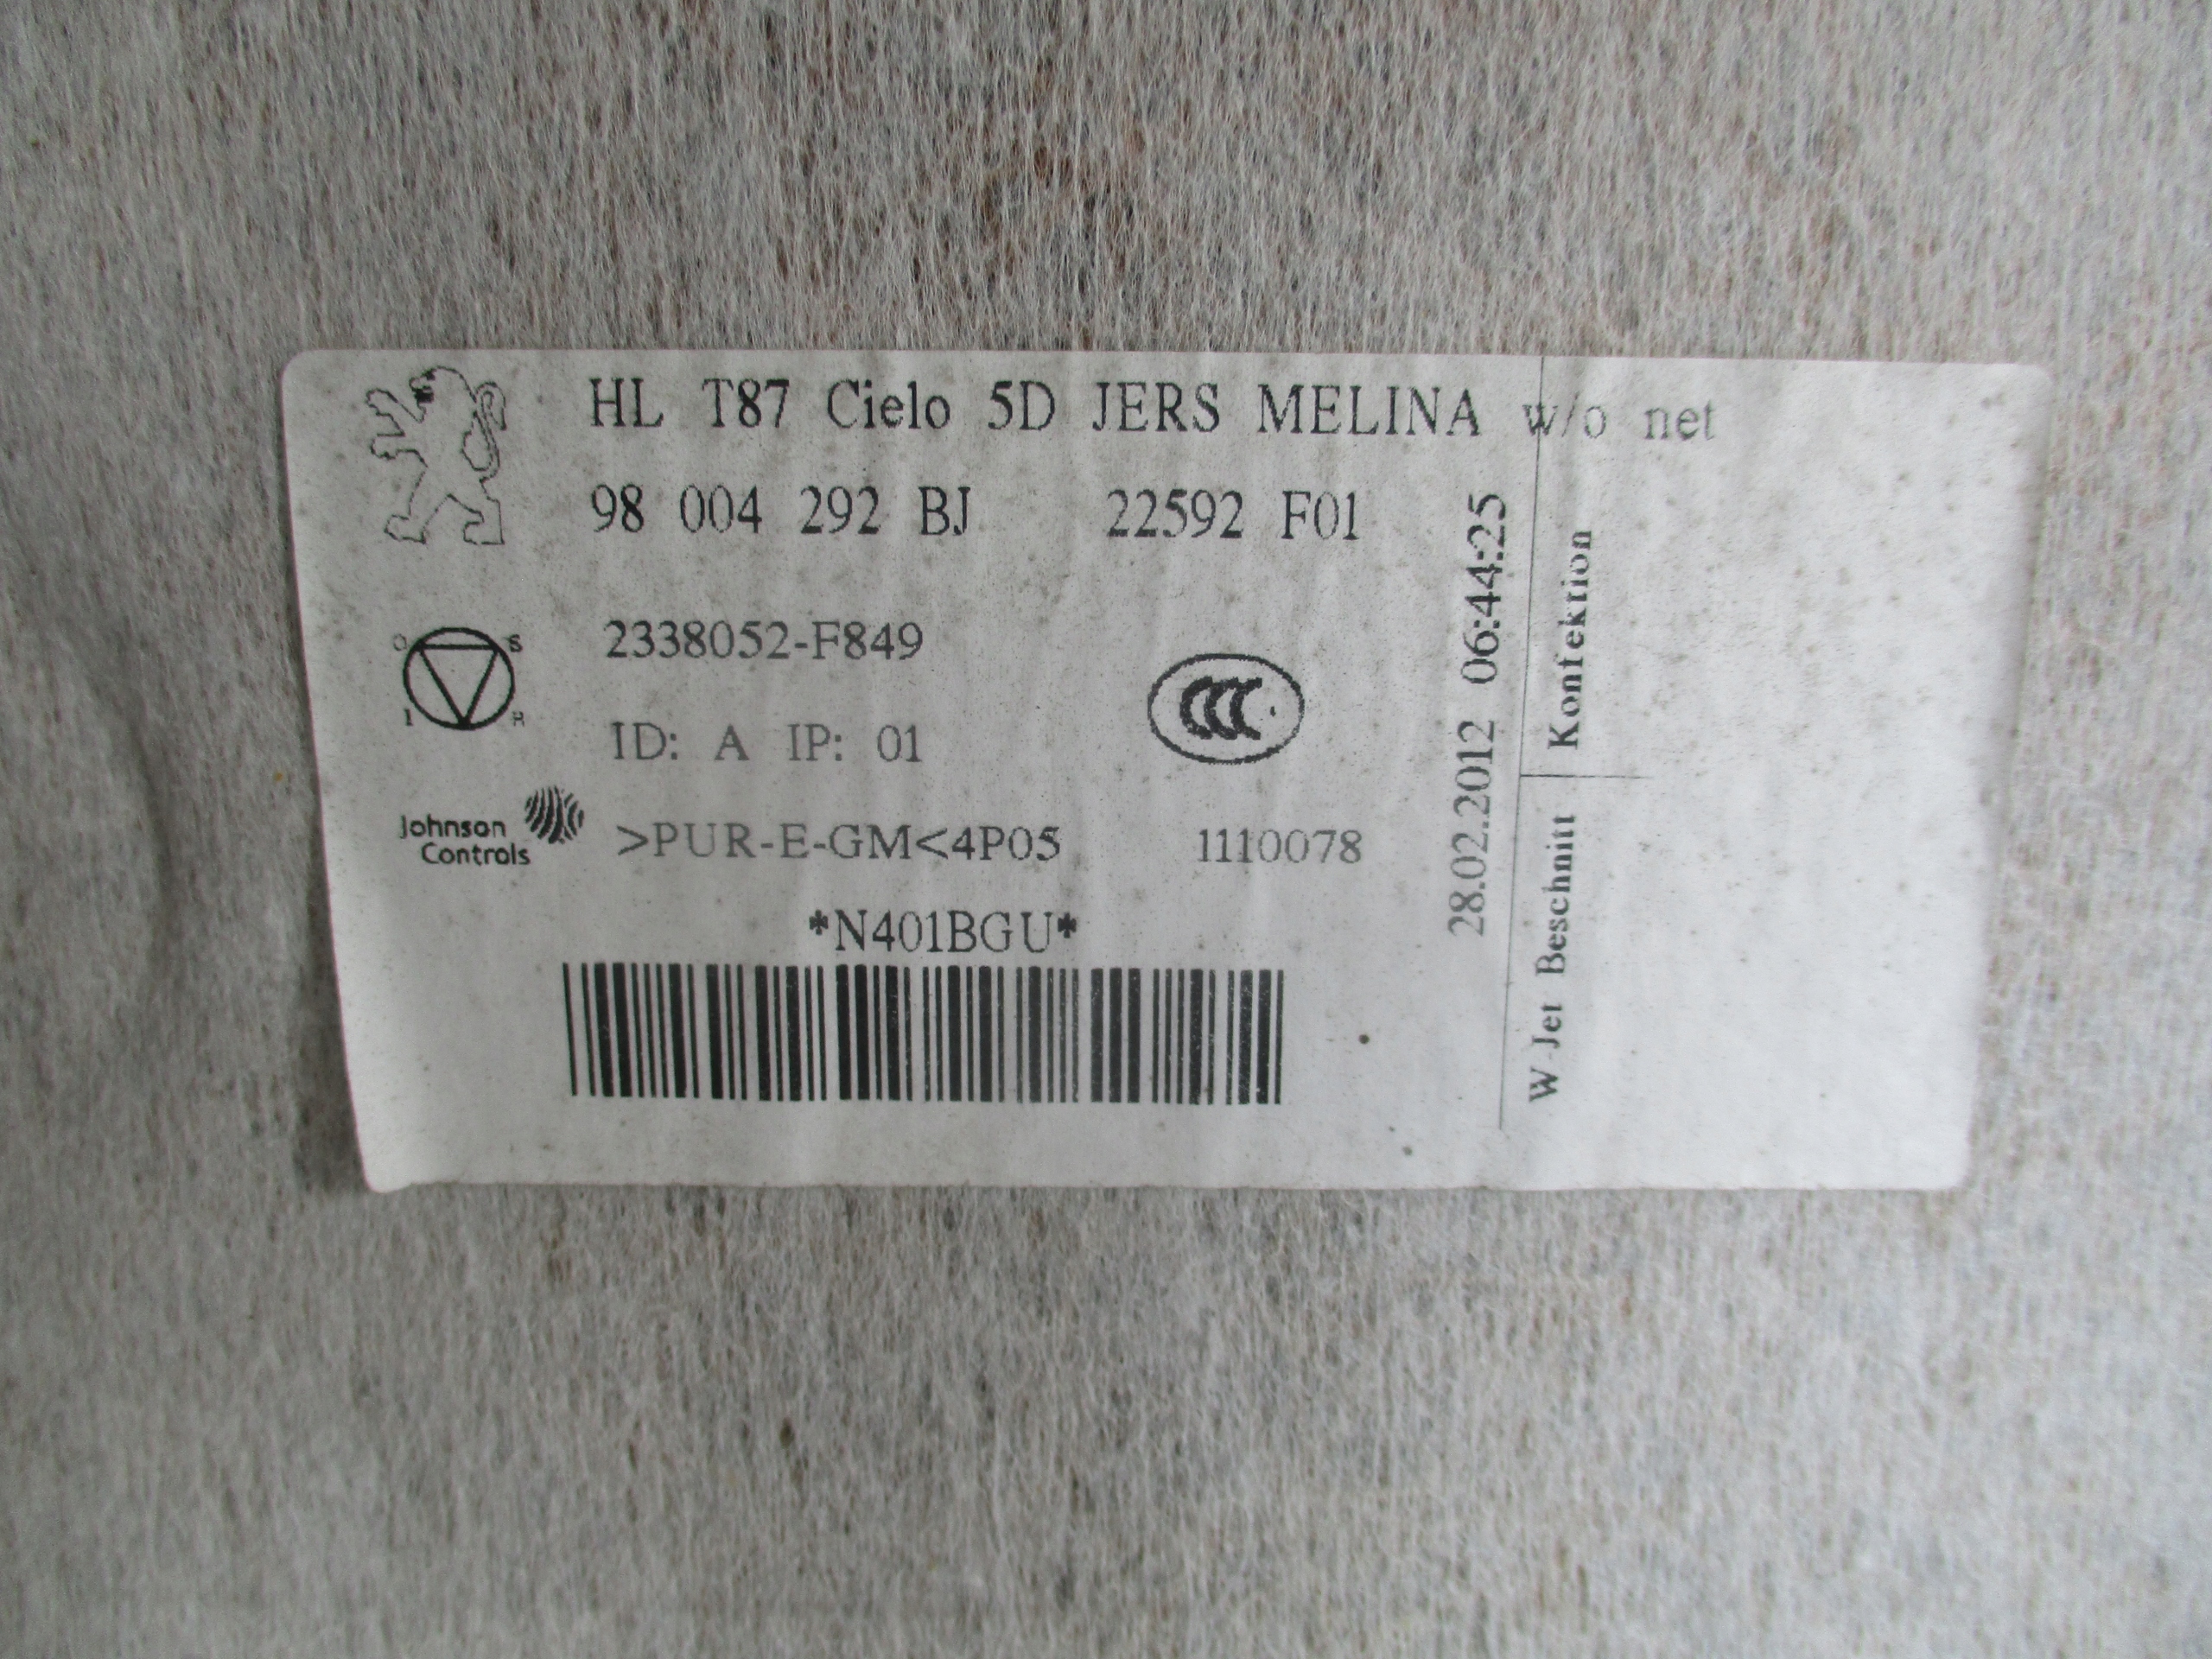 HL T87 Cielo 5D JERS MELINA w/o net
98 004 292 BJ 22592 F01
2338052-F849
O S
I R
CCC
ID: A IP: 01
Johnson
Controls
>PUR-E-GM<4P05 1110078
*N401BGU*
28.02.2012 06:44:25
W-Jet Beschnitt Konfektion